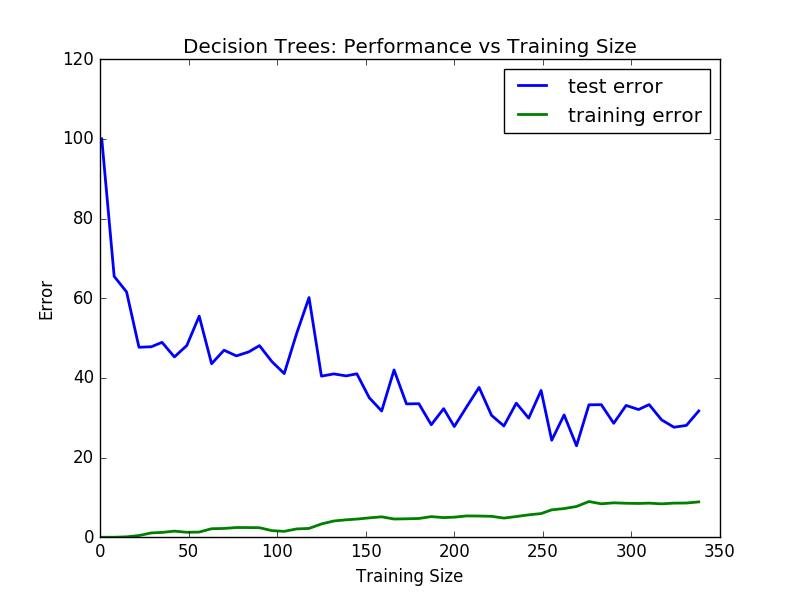 Decision Trees: Performance vs Training Size
120
100
80
60
40
20
0
Error
test error
training error
0 50 100 150 200 250 300 350
Training Size